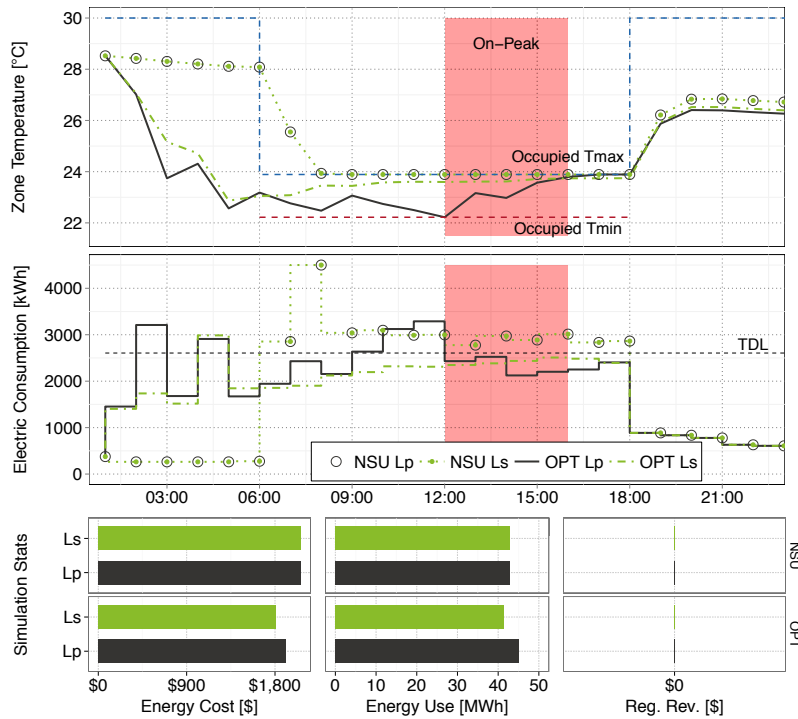 Zone Temperature [°C]
30
28
26
24
22
On−Peak
Occupied Tmax
Occupied Tmin
Electric Consumption [kWh]
4000
3000
2000
1000
0
TDL
NSU Lp NSU Ls OPT Lp OPT Ls
03:00 06:00 09:00 12:00 15:00 18:00 21:00
Simulation Stats
Ls
Lp
NSU
Ls
Lp
OPT
$0 $900 $1,800 0 10 20 30 40 50 $0
Energy Cost [$] Energy Use [MWh] Reg. Rev. [$]